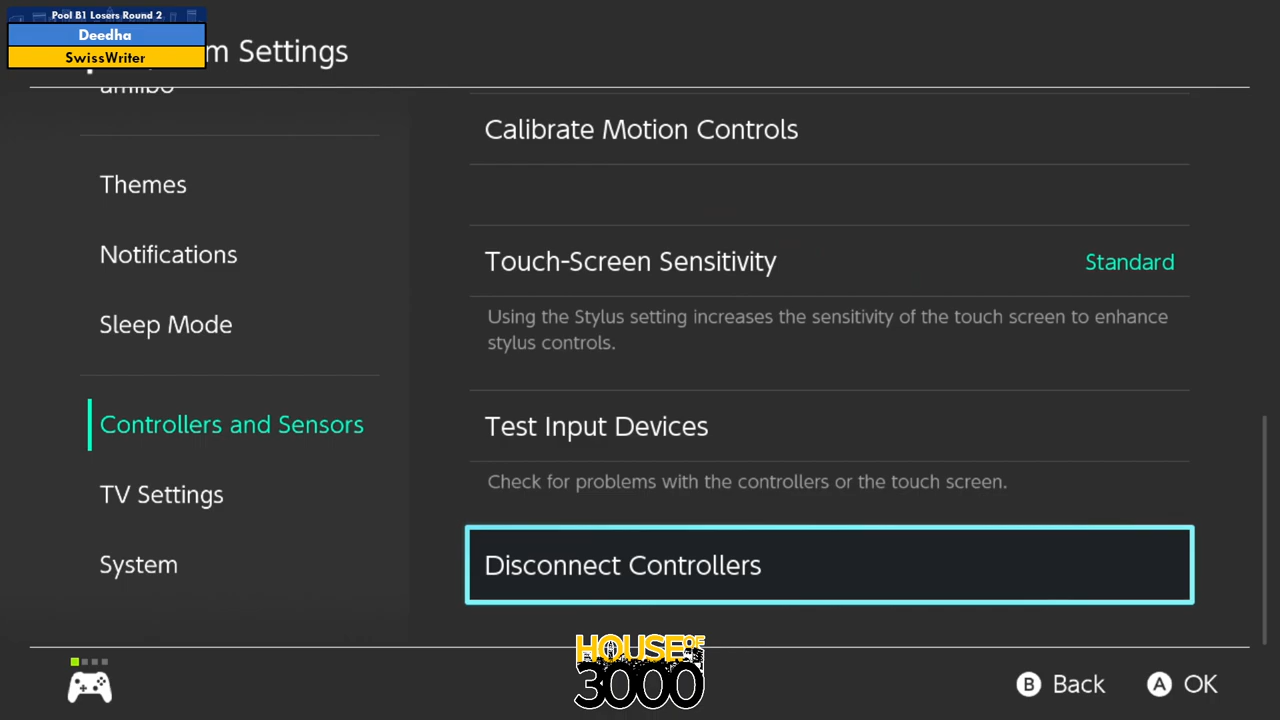 Pool B1 Losers Round 2
Deedha
SwissWriter
m Settings
amiibo
Themes
Notifications
Sleep Mode
Controllers and Sensors
TV Settings
System
Calibrate Motion Controls
Touch-Screen Sensitivity Standard
Using the Stylus setting increases the sensitivity of the touch screen to enhance
stylus controls.
Test Input Devices
Check for problems with the controllers or the touch screen.
Disconnect Controllers
HOUSE OF
3000
B Back A OK